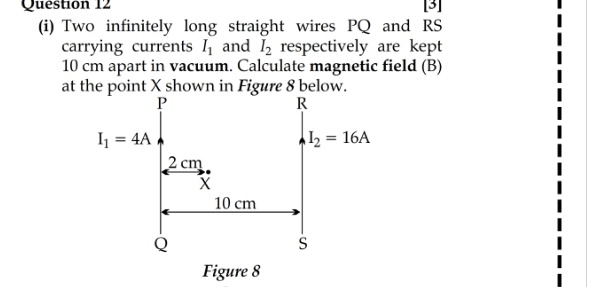 Question 12 [3]
(i) Two infinitely long straight wires PQ and RS
carrying currents I₁ and I₂ respectively are kept
10 cm apart in vacuum. Calculate magnetic field (B)
at the point X shown in Figure 8 below.
P R
I₁ = 4A I₂ = 16A
2 cm
X
10 cm
Q S
Figure 8